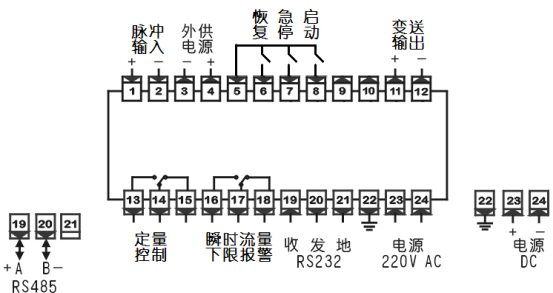 恢 急 启
复 停 动
脉冲 外供
输入 电源
变送
输出
+ − − + + −
1 2 3 4 5 6 7 8 9 10 11 12
13 14 15 16 17 18 19 20 21 22 23 24
19 20 21
22 23 24
定量 瞬时流量 收 发 地 电源
控制 下限报警 RS232 220V AC
+A B−
RS485
+ −
电源
DC